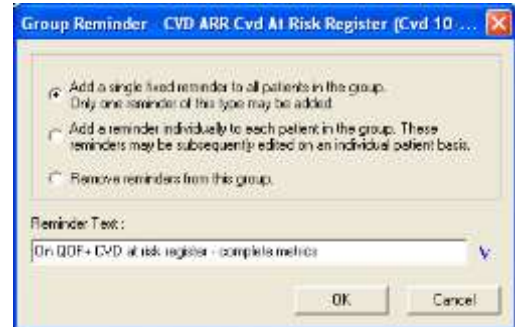 Group Reminder - CVD ARR Cvd At Risk Register (Cvd 10 ...
Add a single fixed reminder to all patients in the group.
Only one reminder of this type may be added.
Add a reminder individually to each patient in the group. These
reminders may be subsequently edited on an individual patient basis.
Remove reminders from this group.
Reminder Text :
On QOF+ CVD at risk register - complete metrics
OK
Cancel